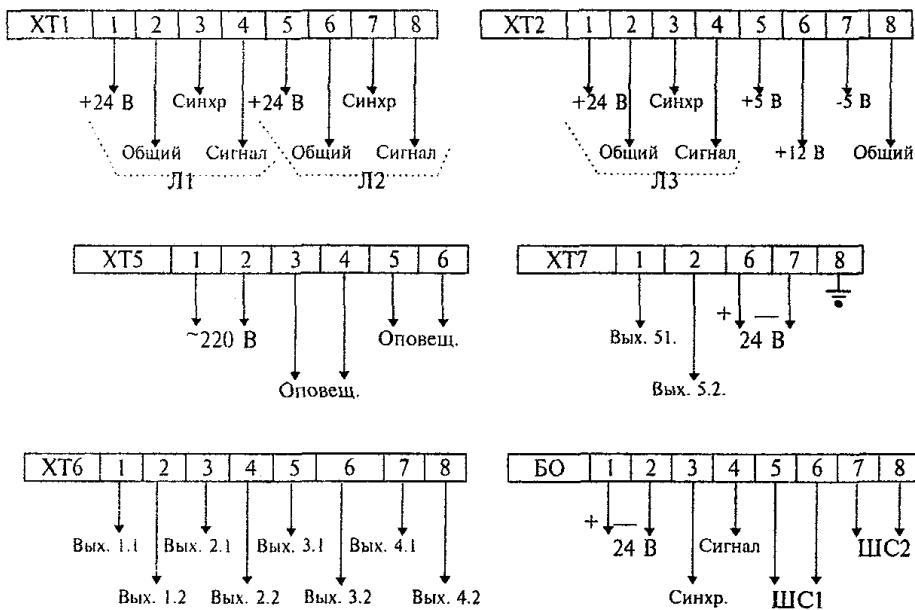 ХТ1 1 2 3 4 5 6 7 8
+24 В Синхр +24 В Синхр
Общий Сигнал Общий Сигнал
Л1 Л2
ХТ2 1 2 3 4 5 6 7 8
+24 В Синхр +5 В -5 В
Общий Сигнал +12 В Общий
Л3
ХТ5 1 2 3 4 5 6
~220 В Оповещ.
Оповещ.
ХТ7 1 2 6 7 8
+ —
Вых. 51. 24 В
Вых. 5.2.
ХТ6 1 2 3 4 5 6 7 8
Вых. 1.1 Вых. 2.1 Вых. 3.1 Вых. 4.1
Вых. 1.2 Вых. 2.2 Вых. 3.2 Вых. 4.2
БО 1 2 3 4 5 6 7 8
+ —
24 В Сигнал ШС2
Синхр. ШС1